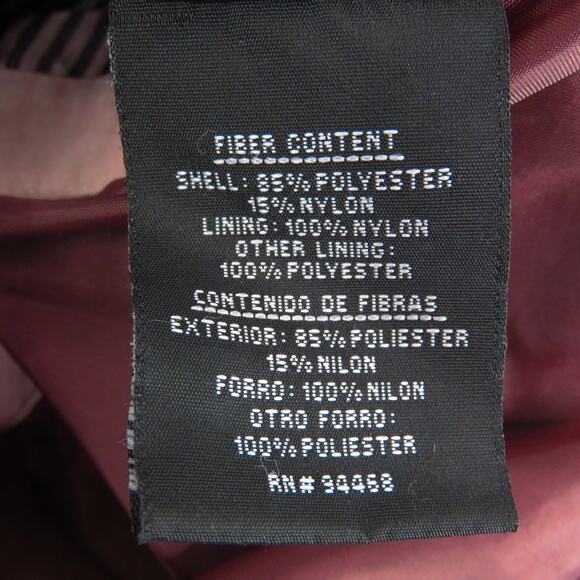 FIBER CONTENT
SHELL: 85% POLYESTER
15% NYLON
LINING: 100% NYLON
OTHER LINING:
100% POLYESTER
CONTENIDO DE FIBRAS
EXTERIOR: 85% POLIESTER
15% NILON
FORRO: 100% NILON
OTRO FORRO:
100% POLIESTER
RN# 94468